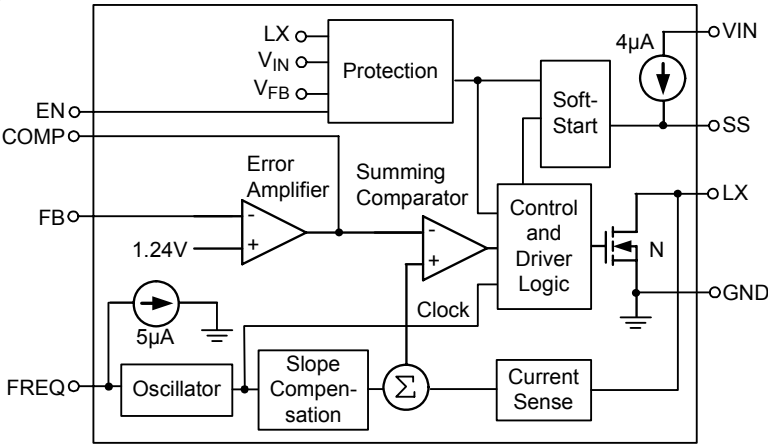 LX
VIN
VFB
EN
COMP
Protection
4µA
VIN
Soft-
Start
SS
Error
Amplifier
Summing
Comparator
LX
FB
-
+
1.24V
-
+
Control
and
Driver
Logic
N
GND
5µA
Clock
FREQ
Oscillator
Slope
Compen-
sation
Σ
Current
Sense